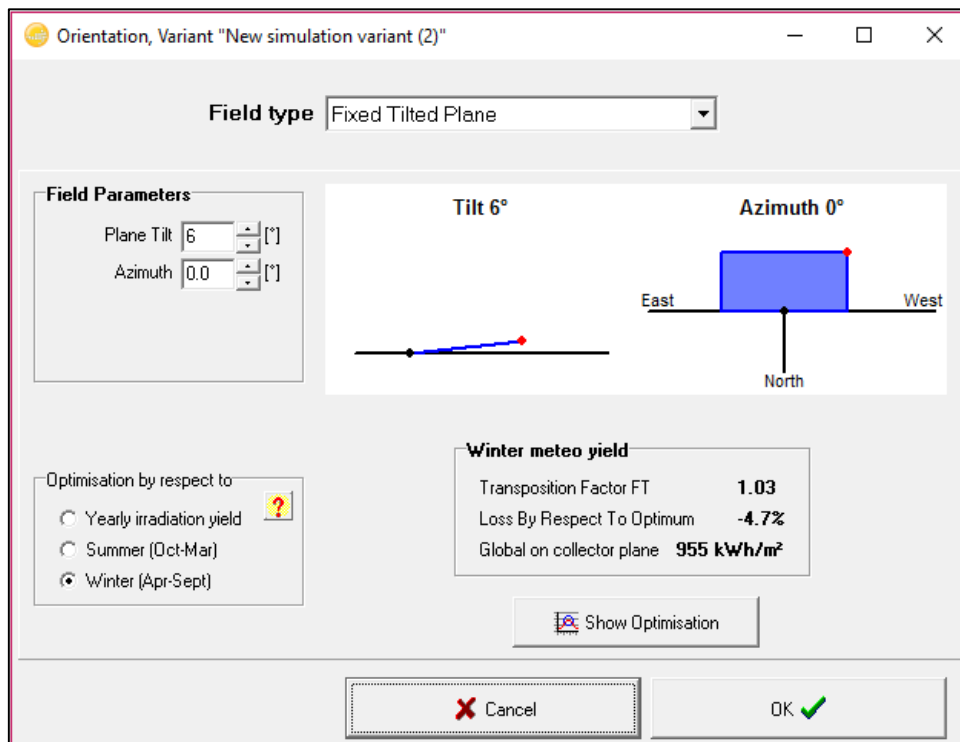 Orientation, Variant "New simulation variant (2)"
Field type Fixed Tilted Plane
Field Parameters
Plane Tilt 6 [°]
Azimuth 0.0 [°]
Tilt 6°
Azimuth 0°
East
West
North
Optimisation by respect to
?
Yearly irradiation yield
Summer (Oct-Mar)
Winter (Apr-Sept)
Winter meteo yield
Transposition Factor FT 1.03
Loss By Respect To Optimum -4.7%
Global on collector plane 955 kWh/m²
Show Optimisation
Cancel
OK